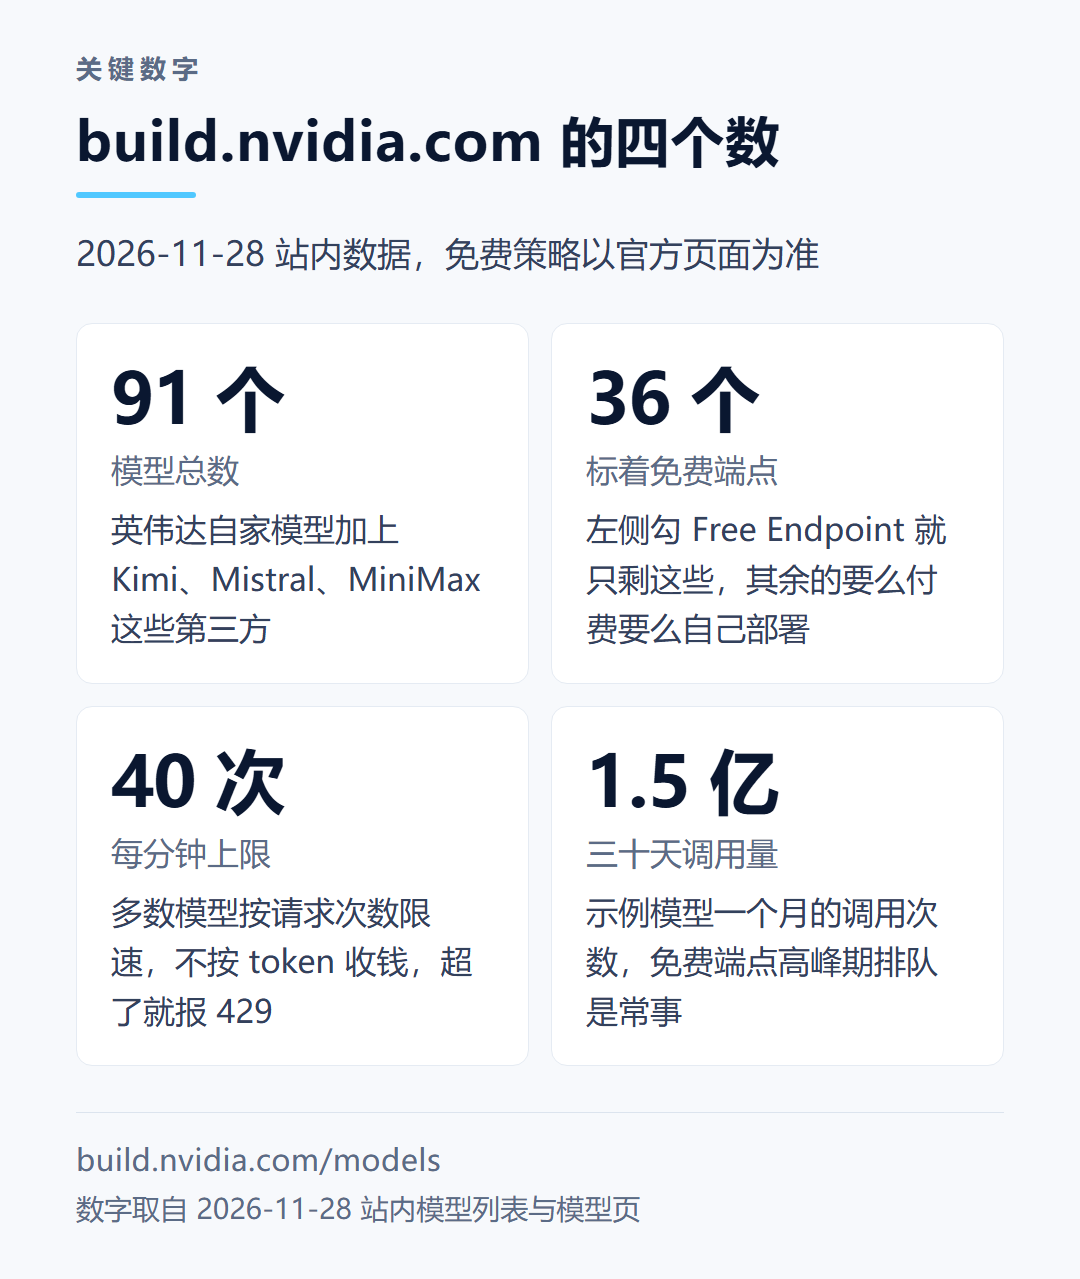 关键数字
build.nvidia.com 的四个数
2026-11-28 站内数据，免费策略以官方页面为准
91 个
模型总数
英伟达自家模型加上
Kimi、Mistral、MiniMax
这些第三方
36 个
标着免费端点
左侧勾 Free Endpoint 就
只剩这些，其余的要么付
费要么自己部署
40 次
每分钟上限
多数模型按请求次数限
速，不按 token 收钱，超
了就报 429
1.5 亿
三十天调用量
示例模型一个月的调用次
数，免费端点高峰期排队
是常事
build.nvidia.com/models
数字取自 2026-11-28 站内模型列表与模型页